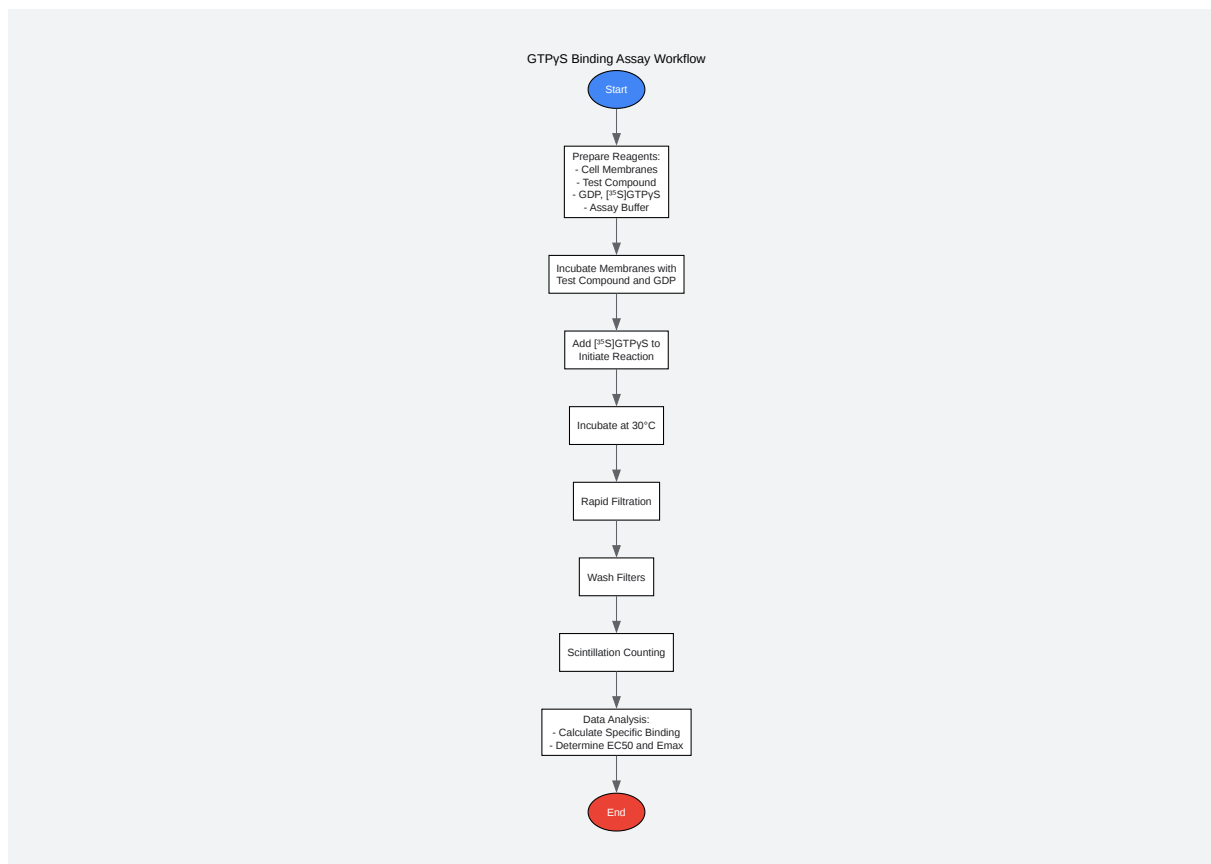 GTPγS Binding Assay Workflow
Start
Prepare Reagents:
- Cell Membranes
- Test Compound
- GDP, [³⁵S]GTPγS
- Assay Buffer
Incubate Membranes with
Test Compound and GDP
Add [³⁵S]GTPγS to
Initiate Reaction
Incubate at 30°C
Rapid Filtration
Wash Filters
Scintillation Counting
Data Analysis:
- Calculate Specific Binding
- Determine EC50 and Emax
End